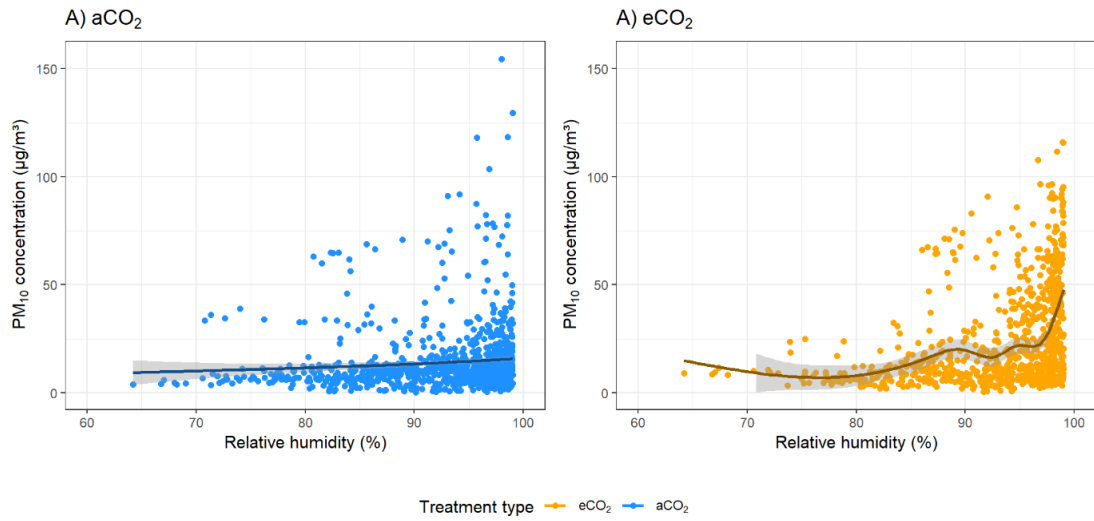 A) aCO₂
PM₁₀ concentration (µg/m³)
150
100
50
0
60 70 80 90 100
Relative humidity (%)
A) eCO₂
PM₁₀ concentration (µg/m³)
150
100
50
0
60 70 80 90 100
Relative humidity (%)
Treatment type eCO₂ aCO₂